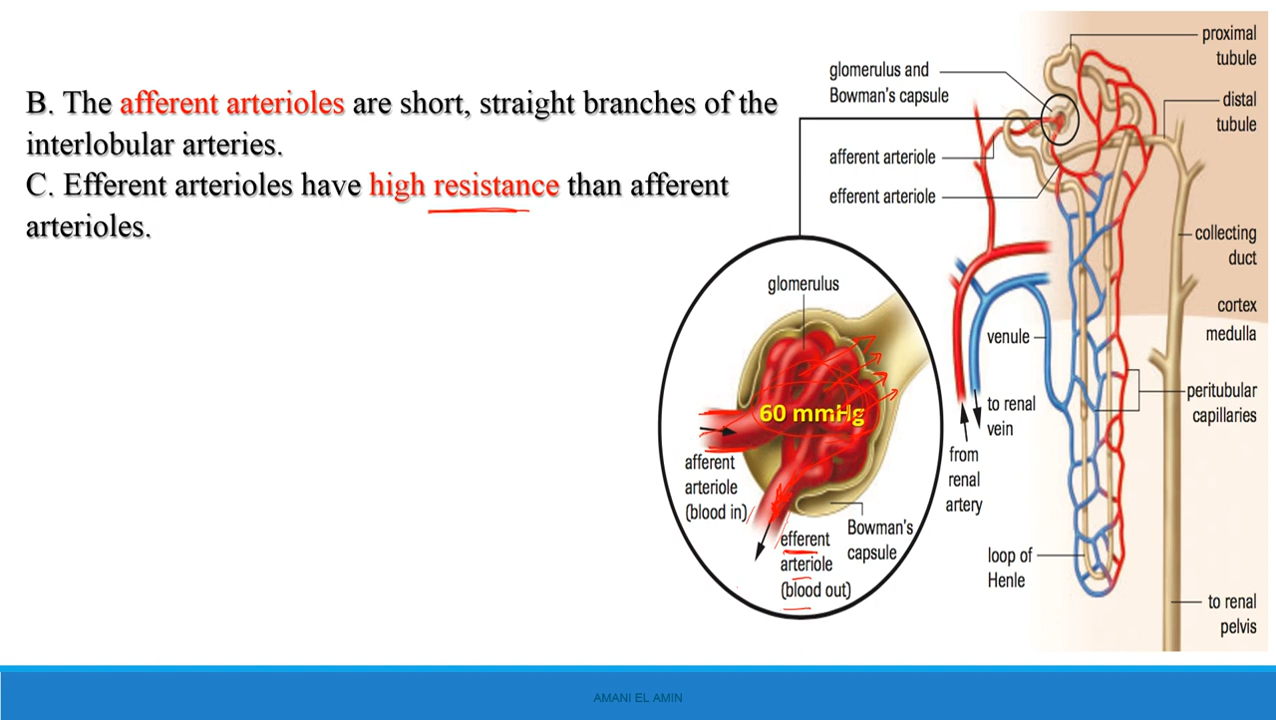 B. The afferent arterioles are short, straight branches of the
interlobular arteries.
C. Efferent arterioles have high resistance than afferent
arterioles.
glomerulus and
Bowman's capsule
afferent arteriole
efferent arteriole
proximal
tubule
distal
tubule
collecting
duct
cortex
medulla
venule
to renal
vein
from
renal
artery
peritubular
capillaries
loop of
Henle
to renal
pelvis
glomerulus
60 mmHg
afferent
arteriole
(blood in)
efferent
arteriole
(blood out)
Bowman's
capsule
AMANI EL AMIN